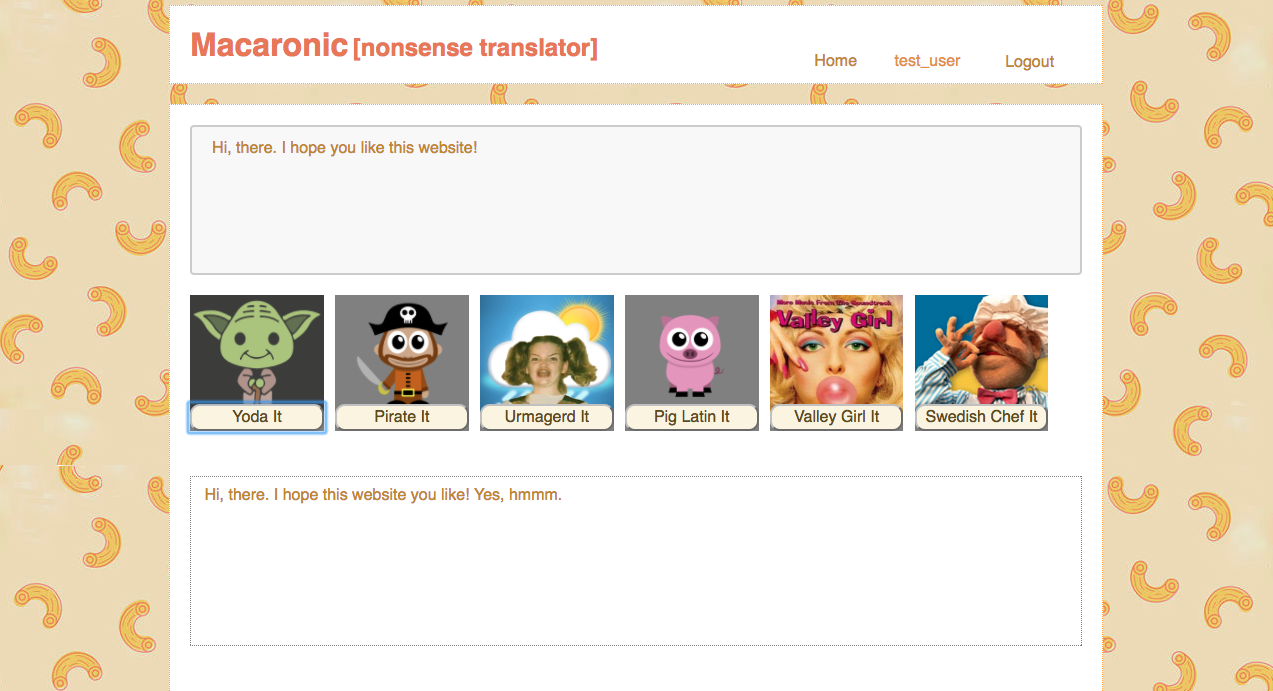 Macaronic [nonsense translator]
Home test_user Logout
Hi, there. I hope you like this website!
More Music From The Soundtrack
Valley Girl
Yoda It Pirate It Urmagerd It Pig Latin It Valley Girl It Swedish Chef It
Hi, there. I hope this website you like! Yes, hmmm.